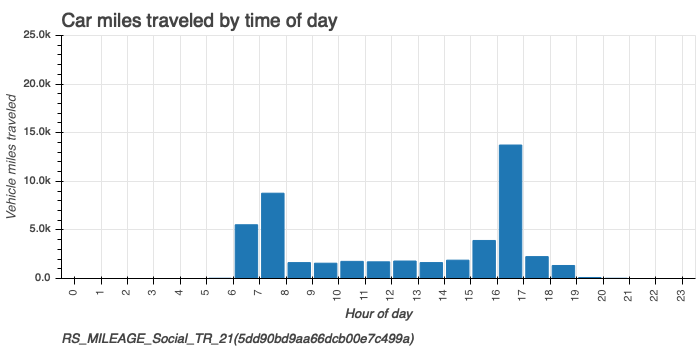 Car miles traveled by time of day
25.0k
20.0k
15.0k
10.0k
5.0k
0.0
Vehicle miles traveled
0 1 2 3 4 5 6 7 8 9 10 11 12 13 14 15 16 17 18 19 20 21 22 23
Hour of day
RS_MILEAGE_Social_TR_21(5dd90bd9aa66dcb00e7c499a)